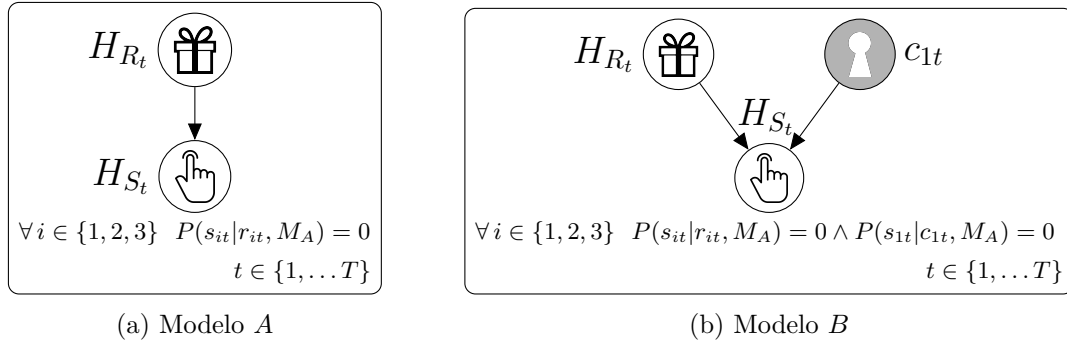 H_{R_t}
H_{S_t}
∀ i ∈ {1, 2, 3} P(s_{it}|r_{it}, M_A) = 0
t ∈ {1, … T}
(a) Modelo A
H_{R_t}
c_{1t}
H_{S_t}
∀ i ∈ {1, 2, 3} P(s_{it}|r_{it}, M_A) = 0 ∧ P(s_{1t}|c_{1t}, M_A) = 0
t ∈ {1, … T}
(b) Modelo B